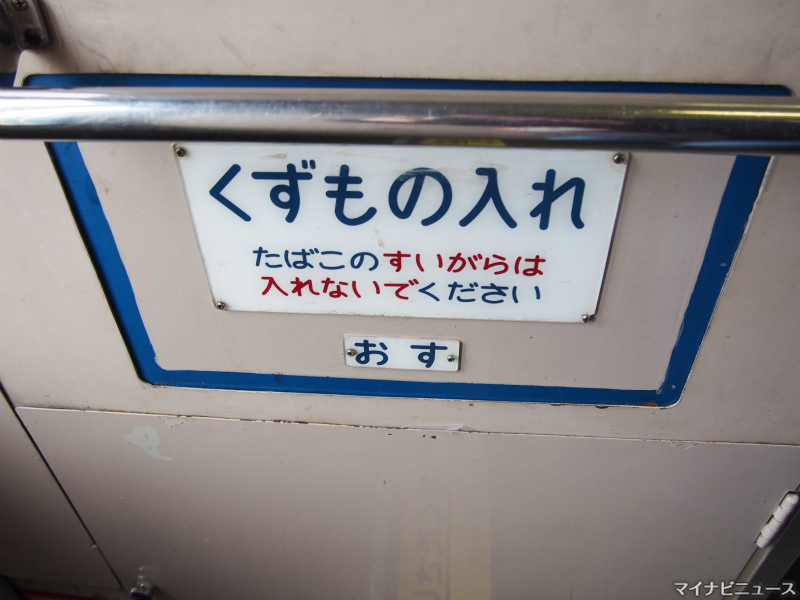 くずもの入れ
たばこのすいがらは
入れないでください
おす
マイナビニュース